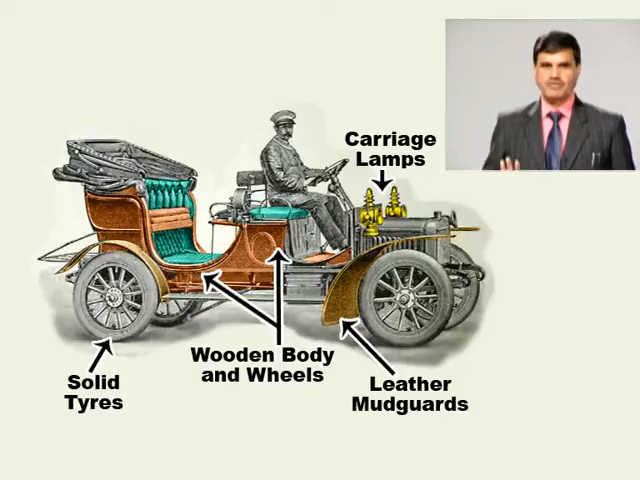 Carriage
Lamps
Wooden Body
and Wheels
Solid
Tyres
Leather
Mudguards